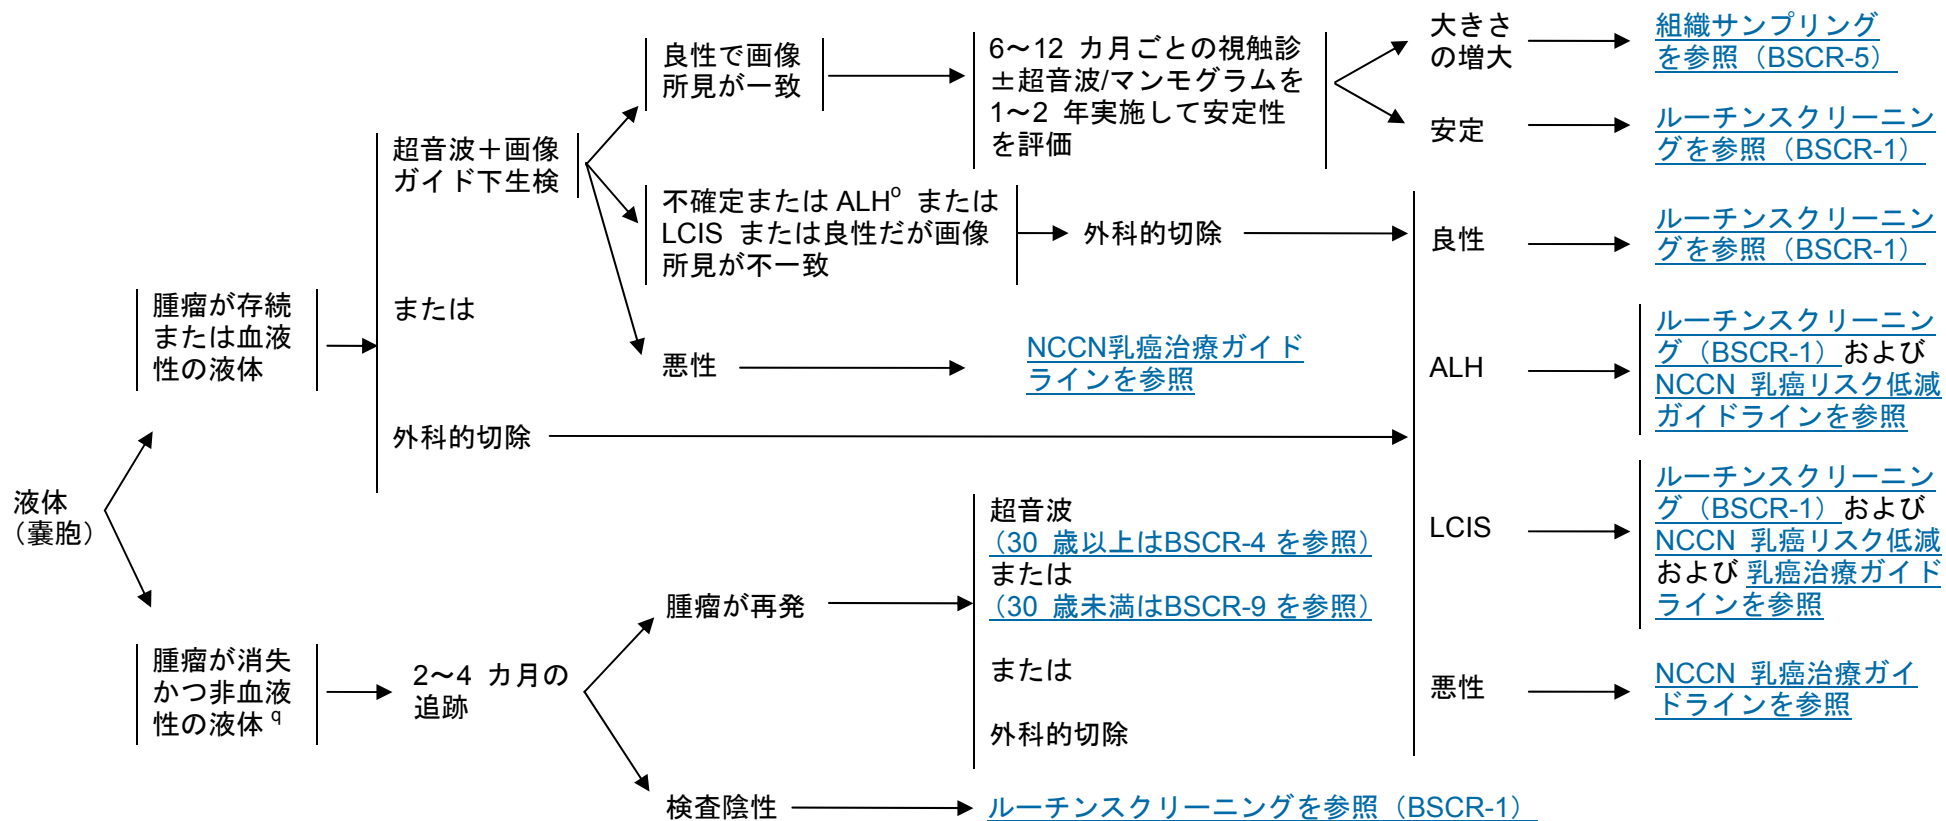 液体
（嚢胞）
腫瘤が存続
または血液
性の液体
超音波＋画像
ガイド下生検
または
外科的切除
良性で画像
所見が一致
6～12 カ月ごとの視触診
±超音波/マンモグラムを
1～2 年実施して安定性
を評価
大きさ
の増大
組織サンプリング
を参照（BSCR-5）
安定
ルーチンスクリーニン
グを参照（BSCR-1）
不確定または ALHº または
LCIS または良性だが画像
所見が不一致
外科的切除
悪性
NCCN乳癌治療ガイド
ラインを参照
良性
ルーチンスクリーニン
グを参照（BSCR-1）
ALH
ルーチンスクリーニン
グ（BSCR-1）および
NCCN 乳癌リスク低減
ガイドラインを参照
LCIS
ルーチンスクリーニン
グ（BSCR-1）および
NCCN 乳癌リスク低減
および 乳癌治療ガイド
ラインを参照
悪性
NCCN 乳癌治療ガイ
ドラインを参照
腫瘤が消失
かつ非血液
性の液体 q
2～4 カ月の
追跡
腫瘤が再発
超音波
（30 歳以上はBSCR-4 を参照）
または
（30 歳未満はBSCR-9 を参照）
または
外科的切除
検査陰性
ルーチンスクリーニングを参照（BSCR-1）